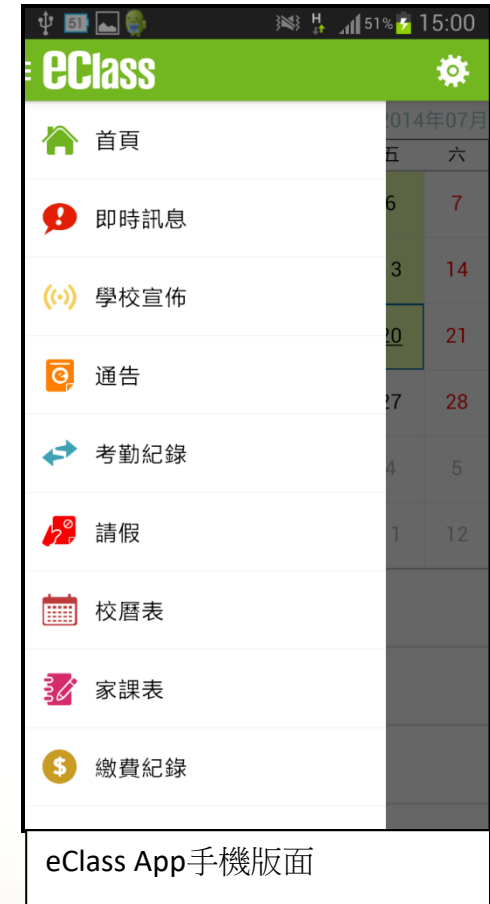 51 H 51% 15:00
eClass
首頁
即時訊息
學校宣佈
通告
考勤紀錄
請假
校曆表
家課表
繳費紀錄
2014年07月
五 六
6 7
3 14
20 21
27 28
4 5
1 12
eClass App手機版面